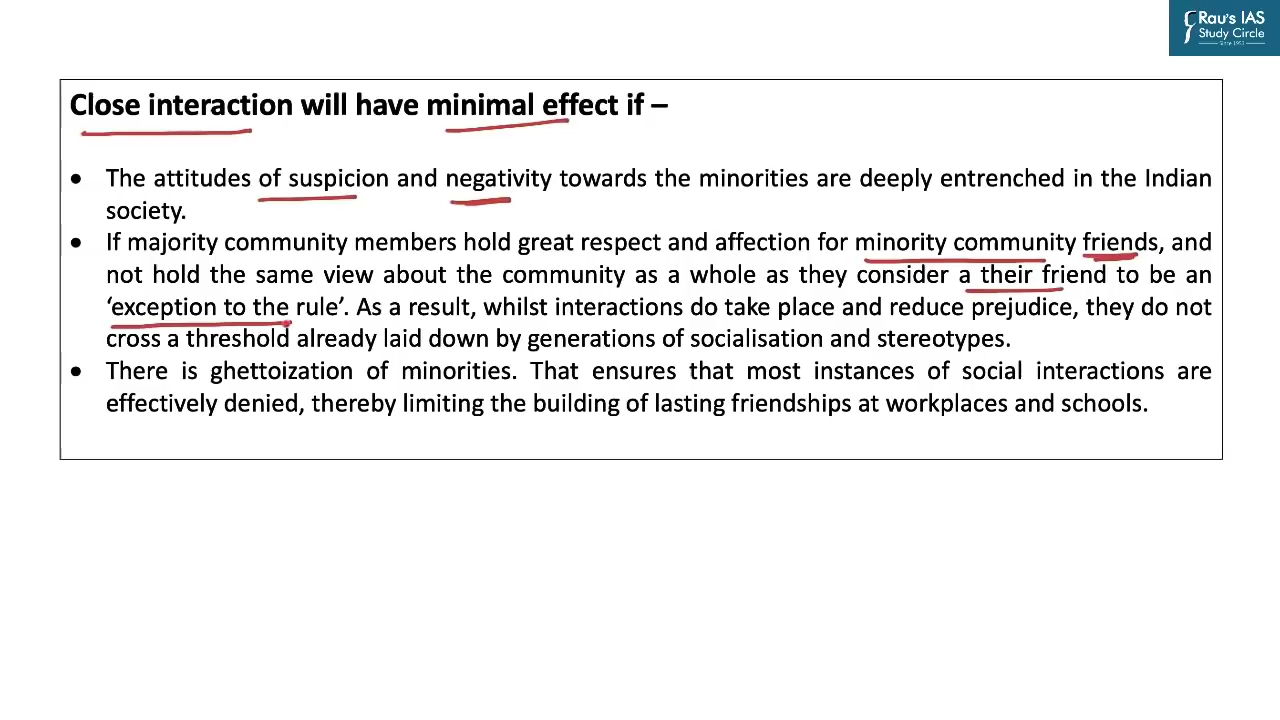 Rau's IAS
Study Circle
Since 1953
Close interaction will have minimal effect if –
• The attitudes of suspicion and negativity towards the minorities are deeply entrenched in the Indian
society.
• If majority community members hold great respect and affection for minority community friends, and
not hold the same view about the community as a whole as they consider a their friend to be an
‘exception to the rule’. As a result, whilst interactions do take place and reduce prejudice, they do not
cross a threshold already laid down by generations of socialisation and stereotypes.
• There is ghettoization of minorities. That ensures that most instances of social interactions are
effectively denied, thereby limiting the building of lasting friendships at workplaces and schools.